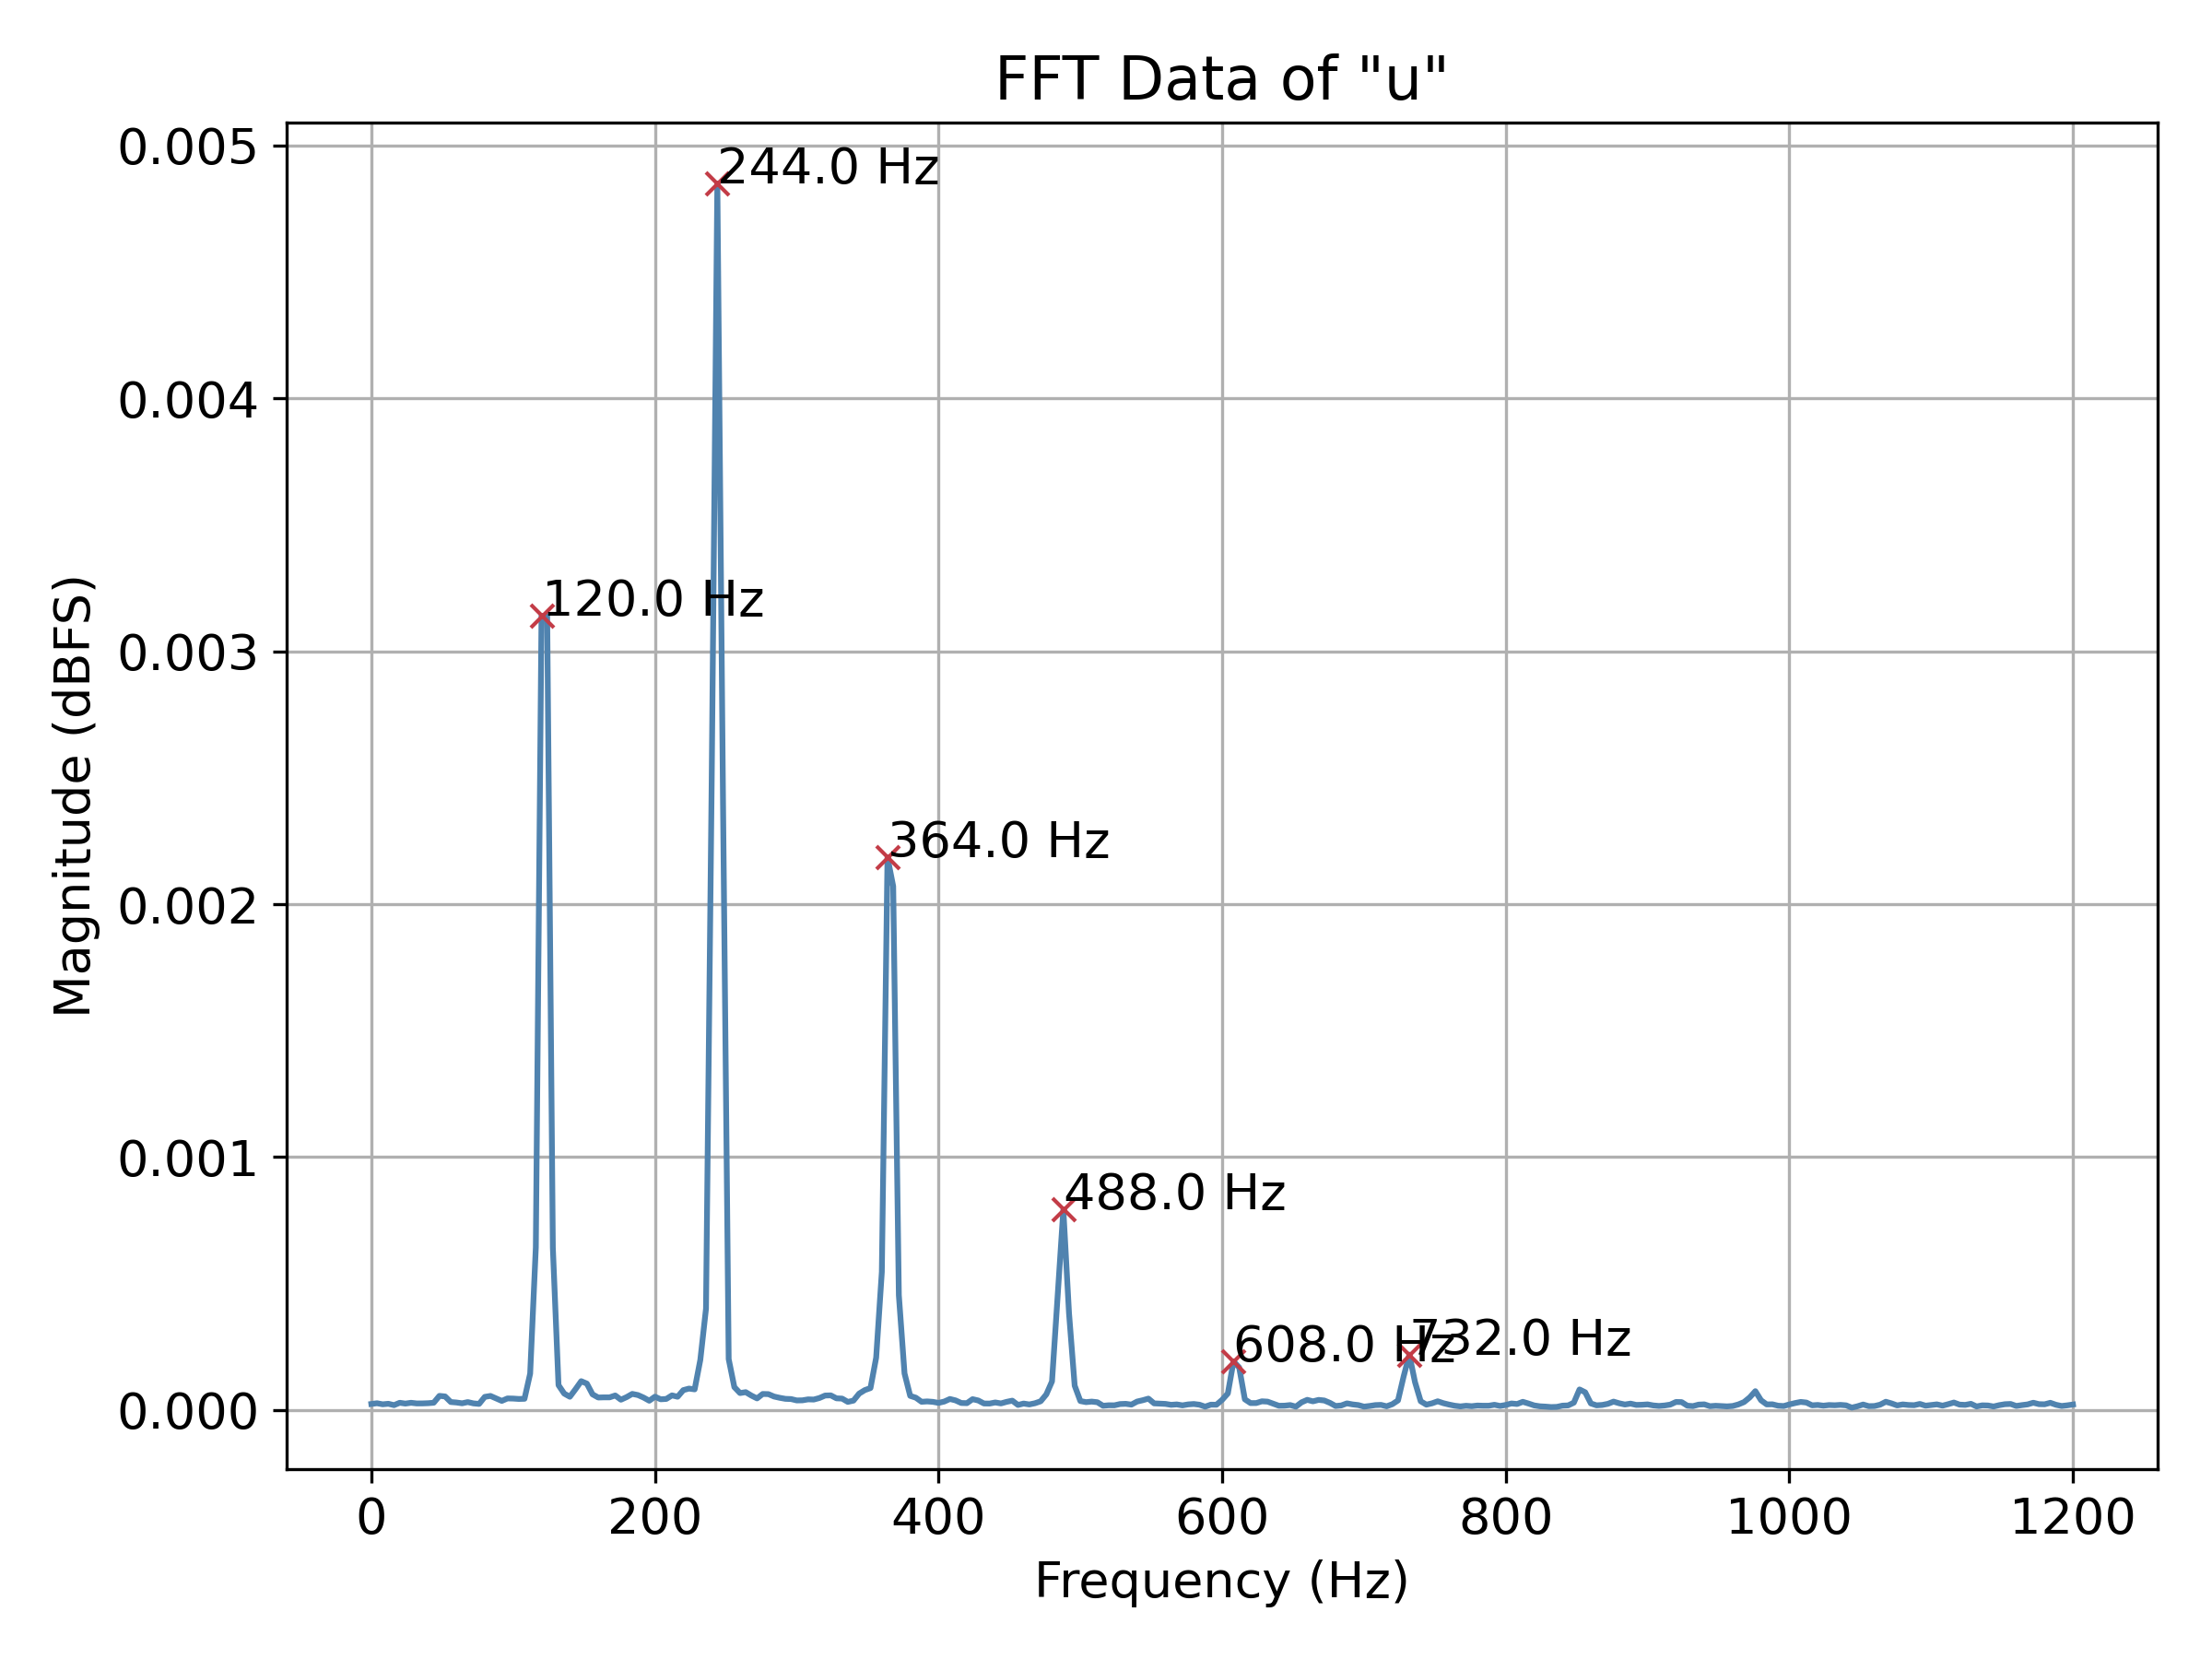 FFT Data of "u"
0.005
244.0 Hz
0.004
120.0 Hz
0.003
364.0 Hz
0.002
0.001
488.0 Hz
732.0 Hz
608.0 Hz
0.000
Magnitude (dBFS)
0 200 400 600 800 1000 1200
Frequency (Hz)